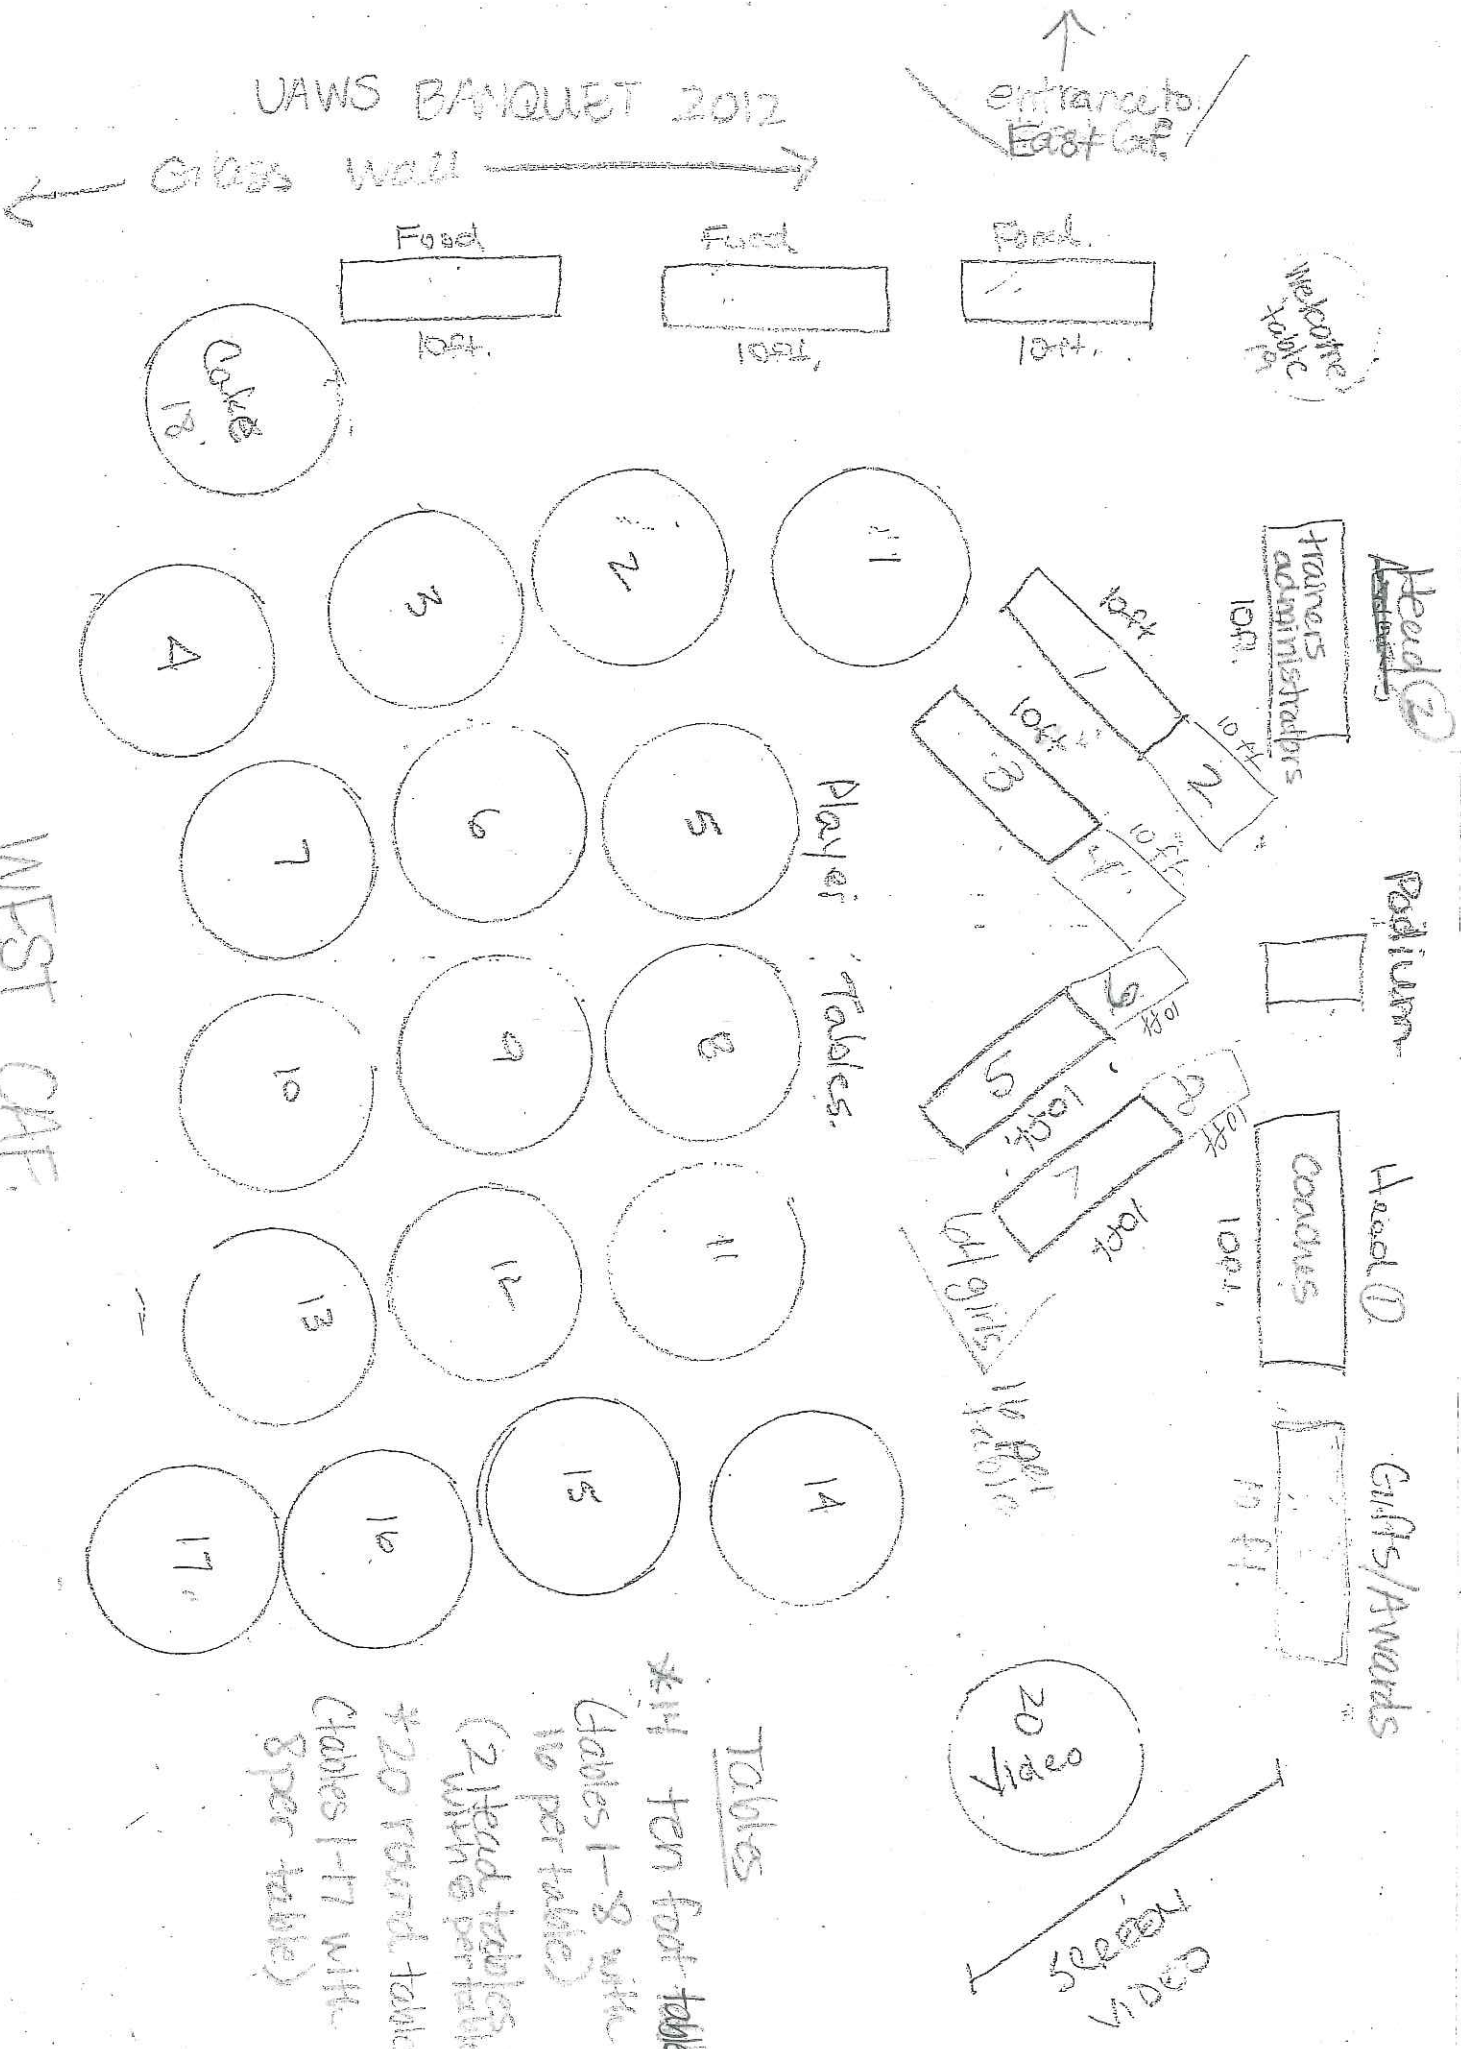 UAWS BANQUET 2012
← Glass Wall →
entrance to
East Caf.
Food
10ft.
Food
10ft.
Food
10ft.
Welcome
table
19
Cake
18
Head ②
trainers
administrators
10ft.
Podium
Head ①
coaches
10ft.
Gifts/Awards
10 ft
1
10ft
2
10ft
3
10ft
4
10ft
5
10ft.
6
10ft
7
10ft
8
10ft
64 girls
16 per
table
Player Tables.
1
2
3
4
5
6
7
8
9
10
11
12
13
14
15
16
17
20
Video
SCREEN
VIDEO
WEST CAF.
Tables
*14 ten foot table
(tables 1-8 with
16 per table)
(2 head tables
with 8 per table
*20 round table
(tables 1-17 with
8 per table)